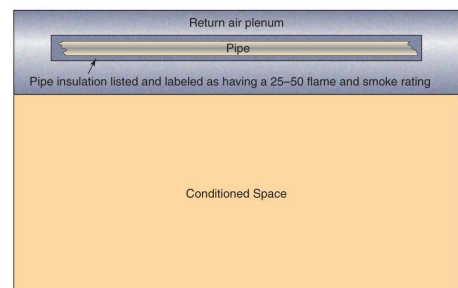 Return air plenum
Pipe
Pipe insulation listed and labeled as having a 25–50 flame and smoke rating
Conditioned Space